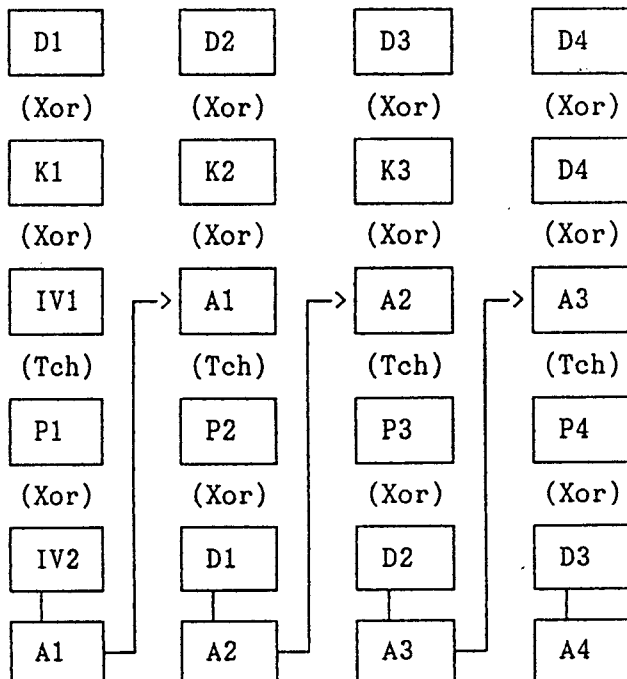 D1 D2 D3 D4
(Xor) (Xor) (Xor) (Xor)
K1 K2 K3 D4
(Xor) (Xor) (Xor) (Xor)
IV1 A1 A2 A3
(Tch) (Tch) (Tch) (Tch)
P1 P2 P3 P4
(Xor) (Xor) (Xor) (Xor)
IV2 D1 D2 D3
A1 A2 A3 A4